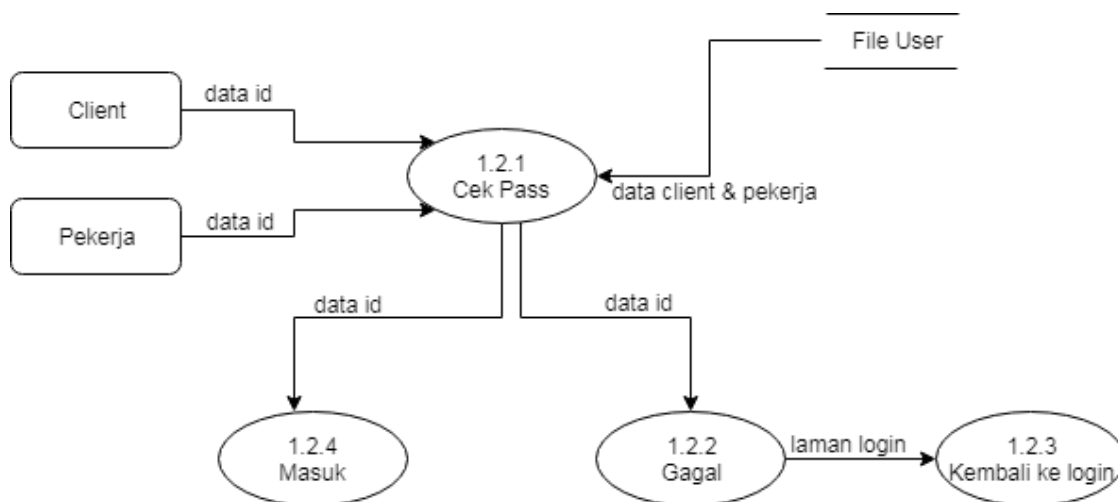 File User
data id
Client
1.2.1
Cek Pass
data client & pekerja
data id
Pekerja
data id
data id
1.2.4
Masuk
1.2.2
Gagal
laman login
1.2.3
Kembali ke login